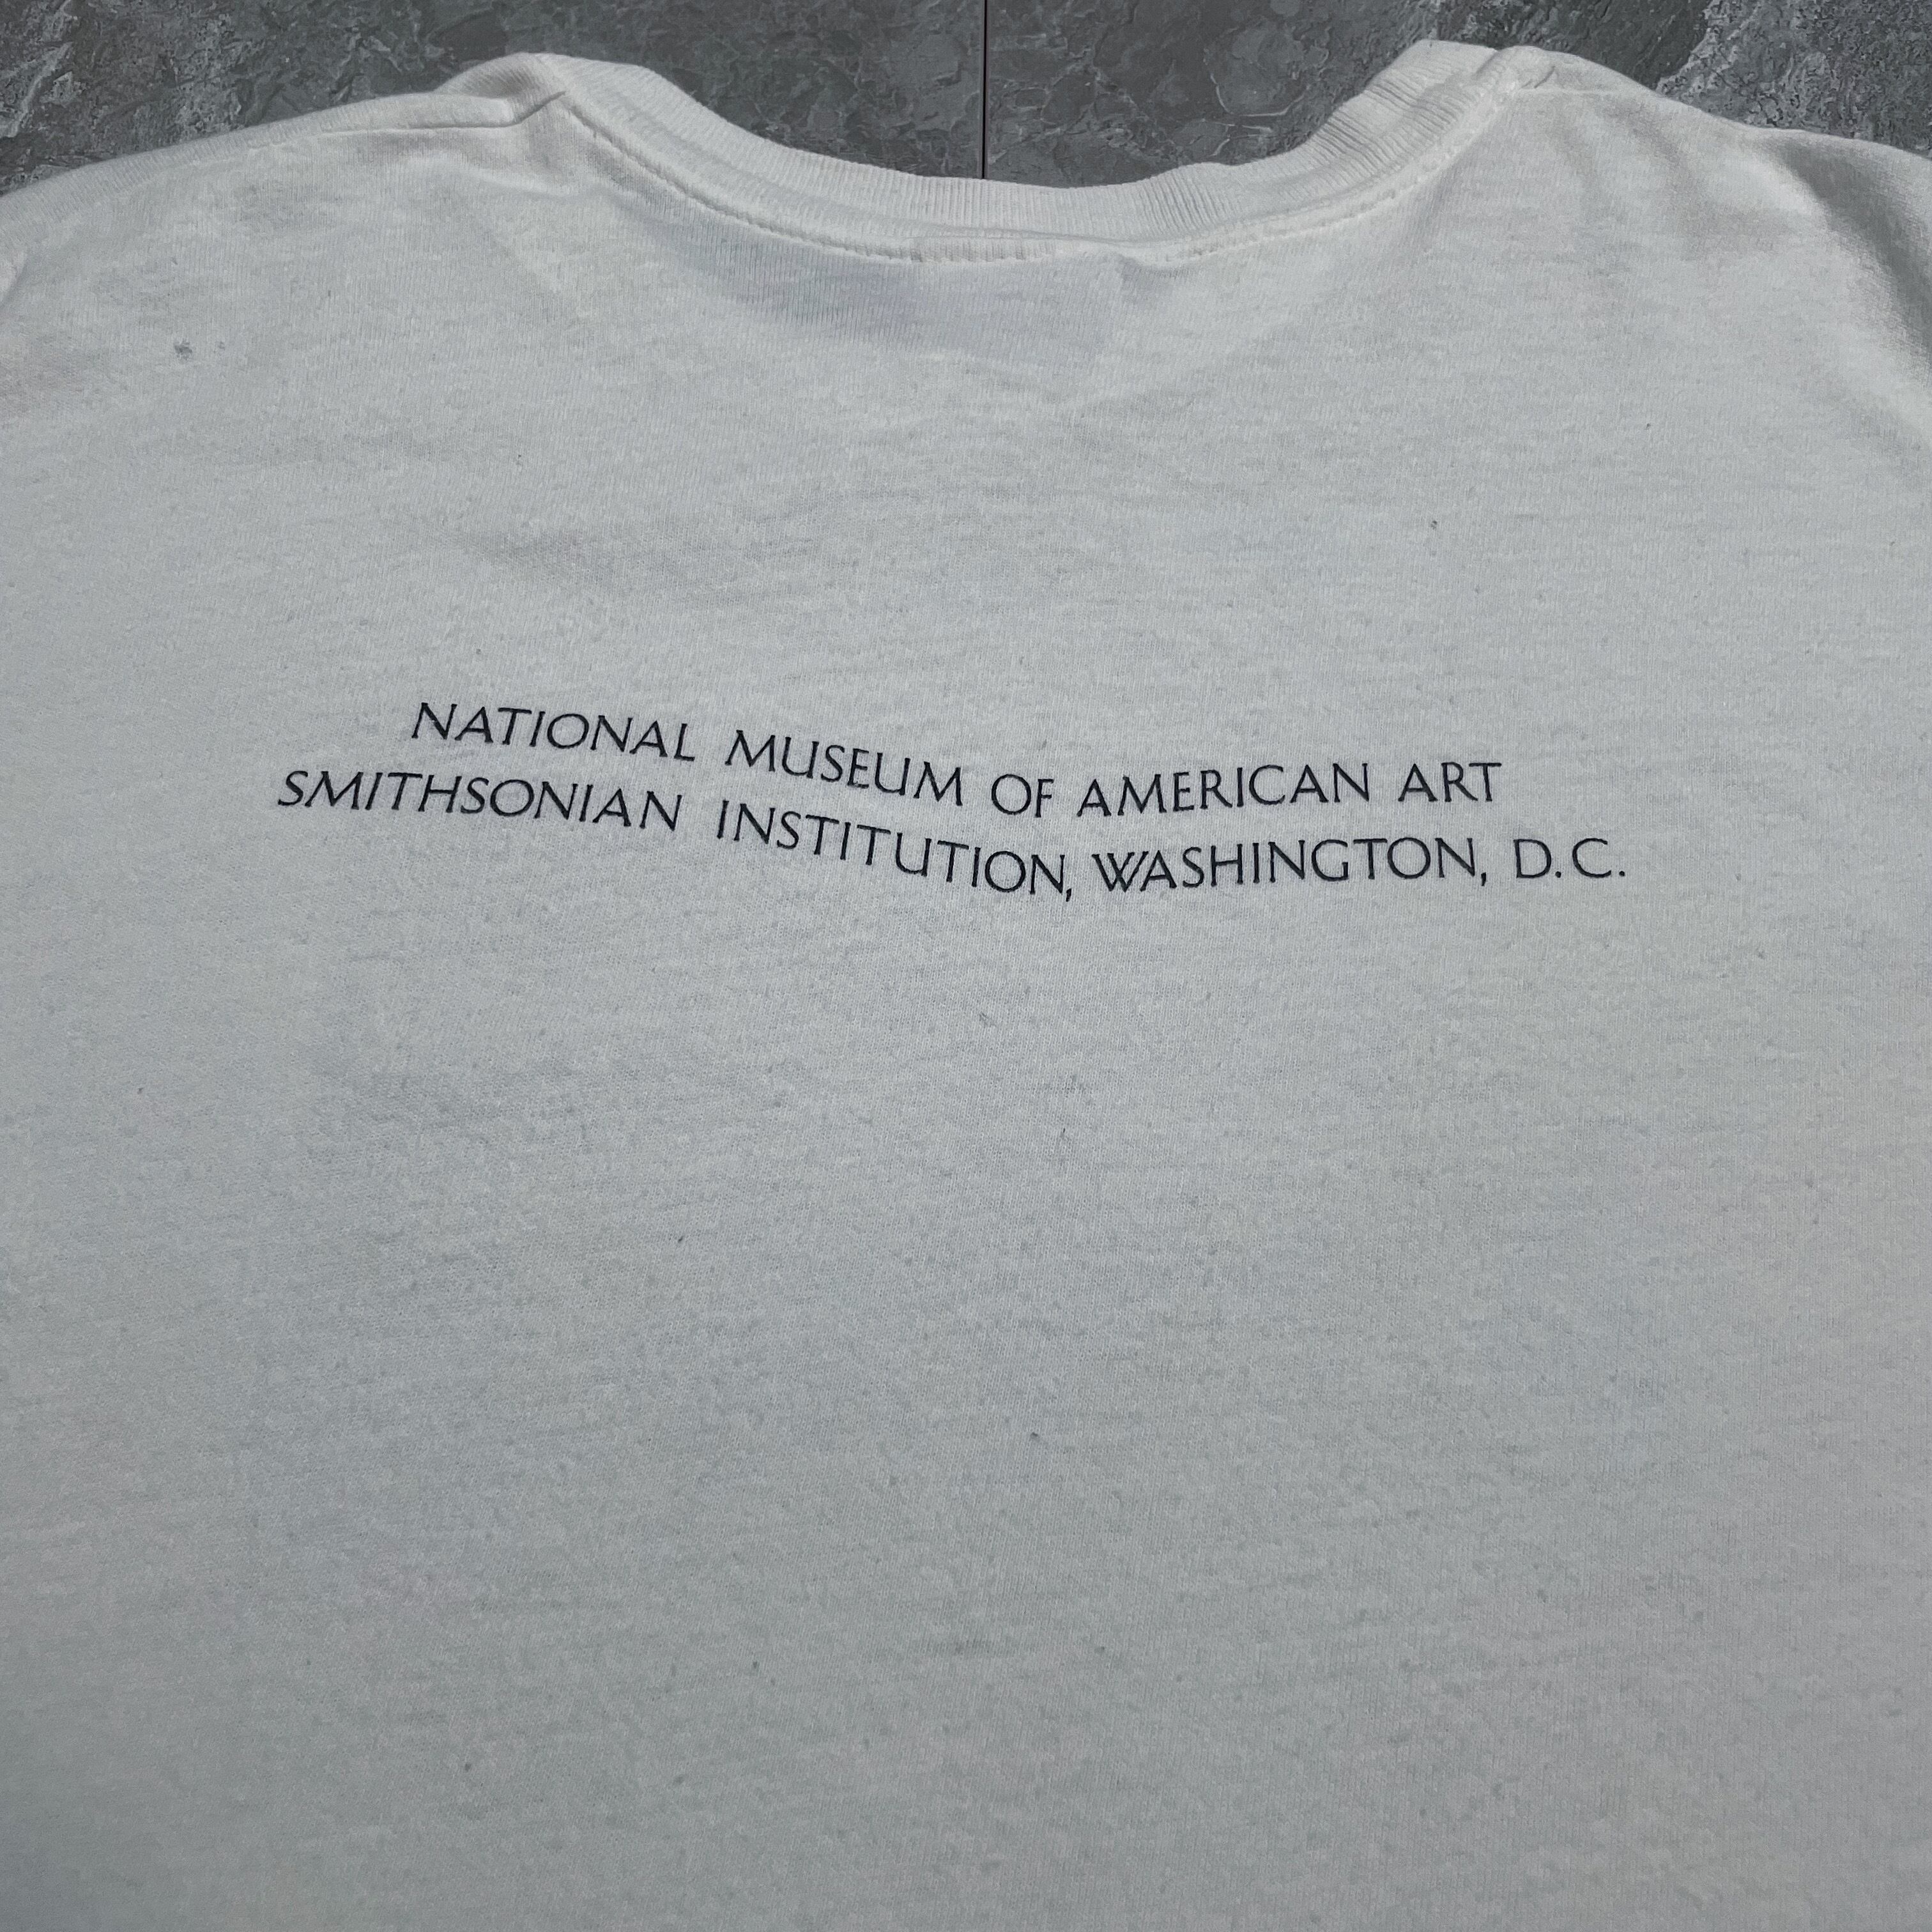 NATIONAL MUSEUM OF AMERICAN ART
SMITHSONIAN INSTITUTION, WASHINGTON, D.C.